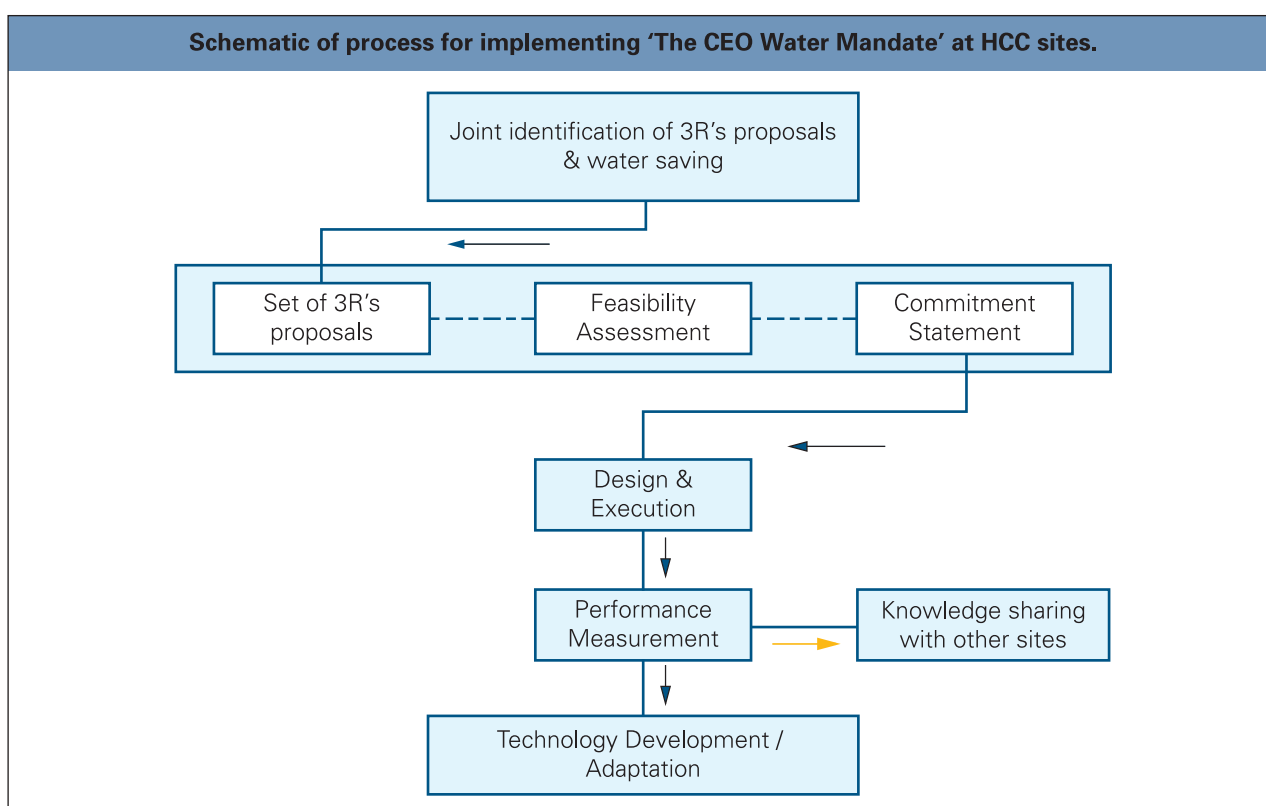 Schematic of process for implementing ‘The CEO Water Mandate’ at HCC sites.
Joint identification of 3R's proposals
& water saving
Set of 3R's
proposals
Feasibility
Assessment
Commitment
Statement
Design &
Execution
Performance
Measurement
Knowledge sharing
with other sites
Technology Development /
Adaptation